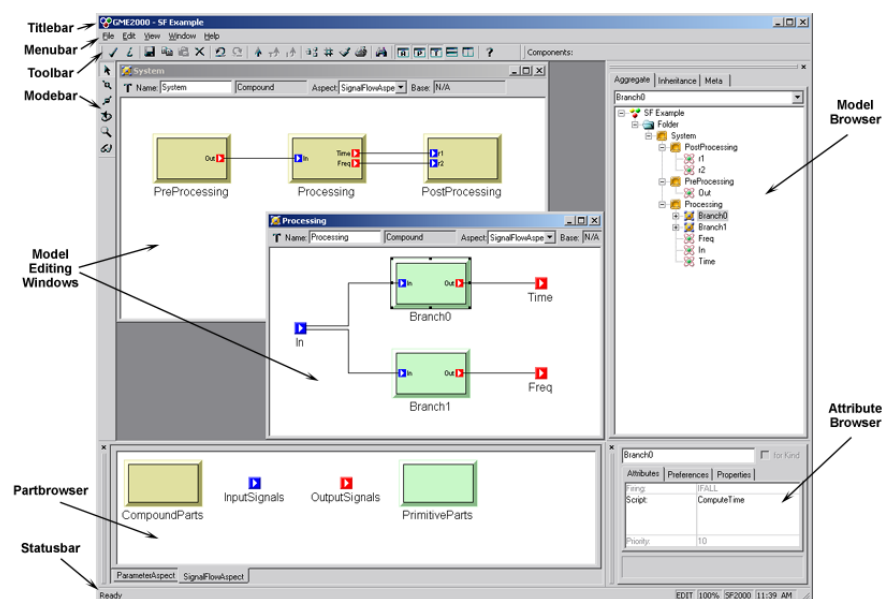 Titlebar
GME2000 - SF Example
Menubar
File Edit View Window Help
Toolbar
Components:
Modebar
System
Name: System Compound Aspect: SignalFlowAspe Base: N/A
Out
In
Time
Freq
r1
r2
PreProcessing
Processing
PostProcessing
Model
Editing
Windows
Processing
Name: Processing Compound Aspect: SignalFlowAspe Base: N/A
In
Out
Branch0
Time
In
In
Out
Branch1
Freq
Aggregate Inheritance Meta
Branch0
SF Example
Folder
System
PostProcessing
r1
r2
PreProcessing
Out
Processing
Branch0
Branch1
Freq
In
Time
Model
Browser
Attribute
Browser
Partbrowser
CompoundParts
InputSignals
OutputSignals
PrimitiveParts
ParameterAspect SignalFlowAspect
Branch0
for Kind
Attributes Preferences Properties
Firing: IFALL
Script: ComputeTime
Priority: 10
Statusbar
Ready
EDIT 100% SF2000 11:39 AM